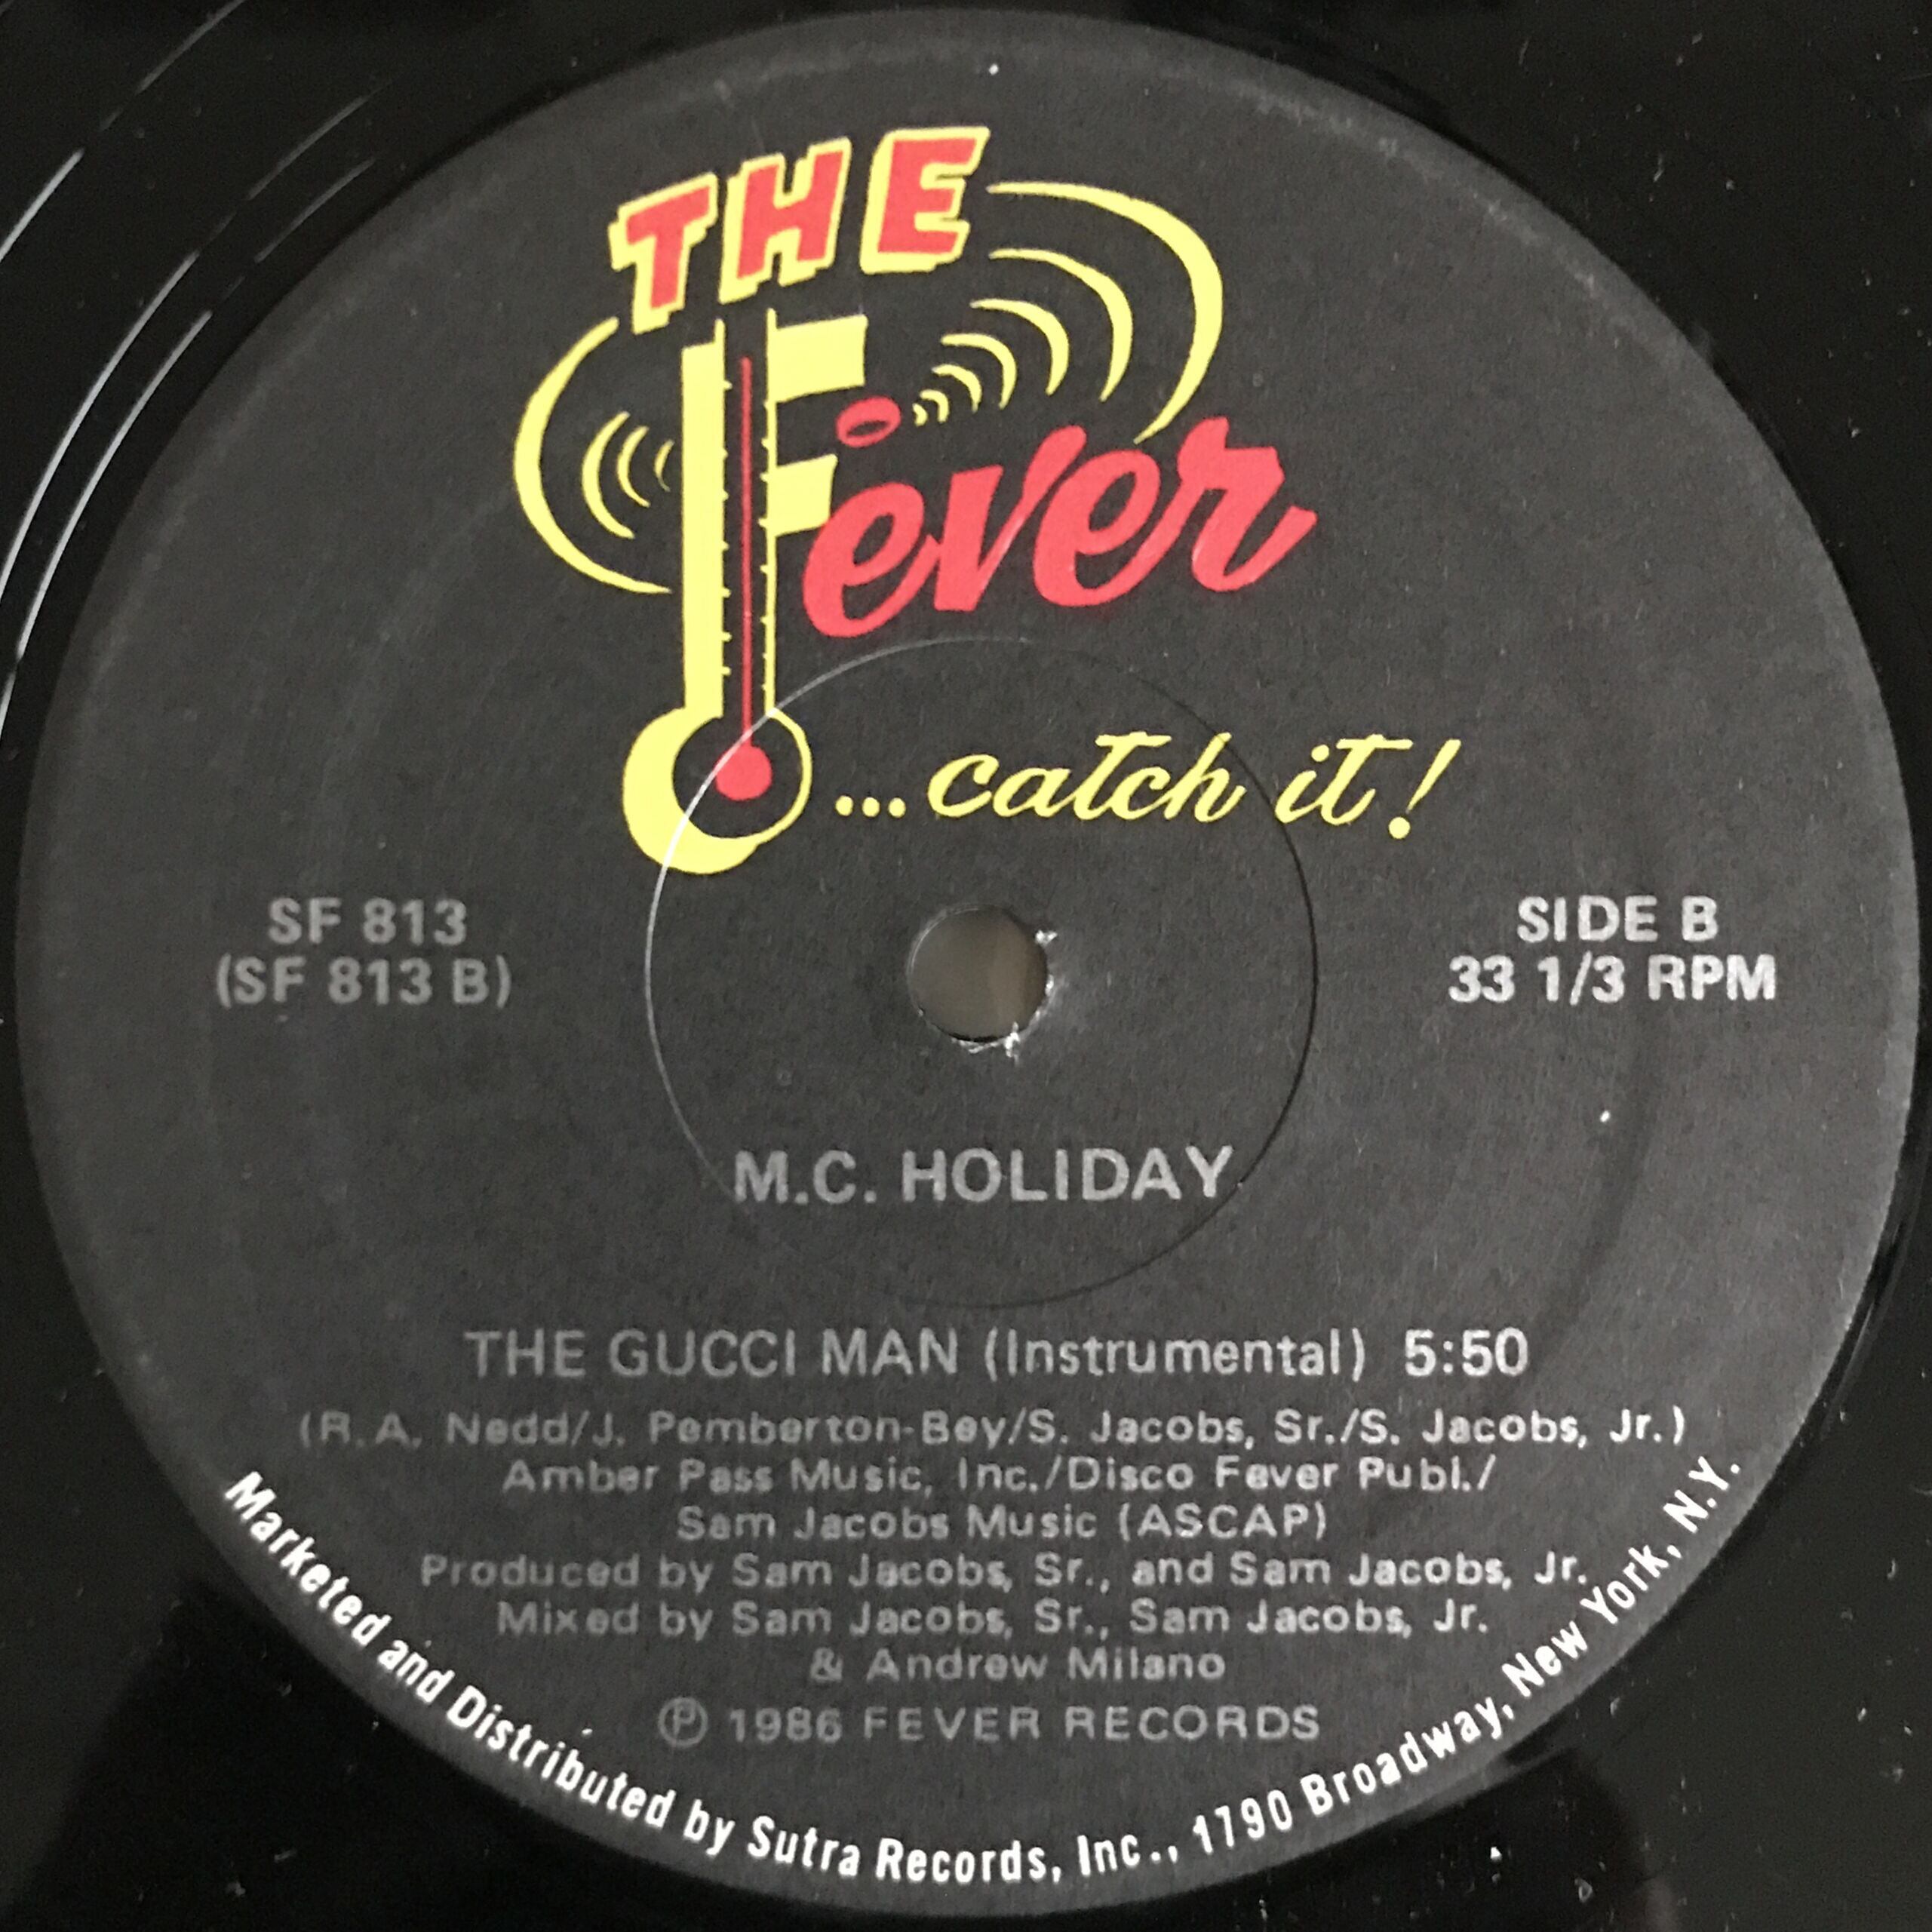 THE
Fever
...catch it!
SF 813
(SF 813 B)
SIDE B
33 1/3 RPM
M.C. HOLIDAY
THE GUCCI MAN (Instrumental) 5:50
(R.A. Nedd/J. Pemberton-Bey/S. Jacobs, Sr./S. Jacobs, Jr.)
Amber Pass Music, Inc./Disco Fever Publ./
Sam Jacobs Music (ASCAP)
Produced by Sam Jacobs, Sr., and Sam Jacobs, Jr.
Mixed by Sam Jacobs, Sr., Sam Jacobs, Jr.
& Andrew Milano
℗ 1986 FEVER RECORDS
Marketed and Distributed by Sutra Records, Inc., 1790 Broadway, New York, N.Y.